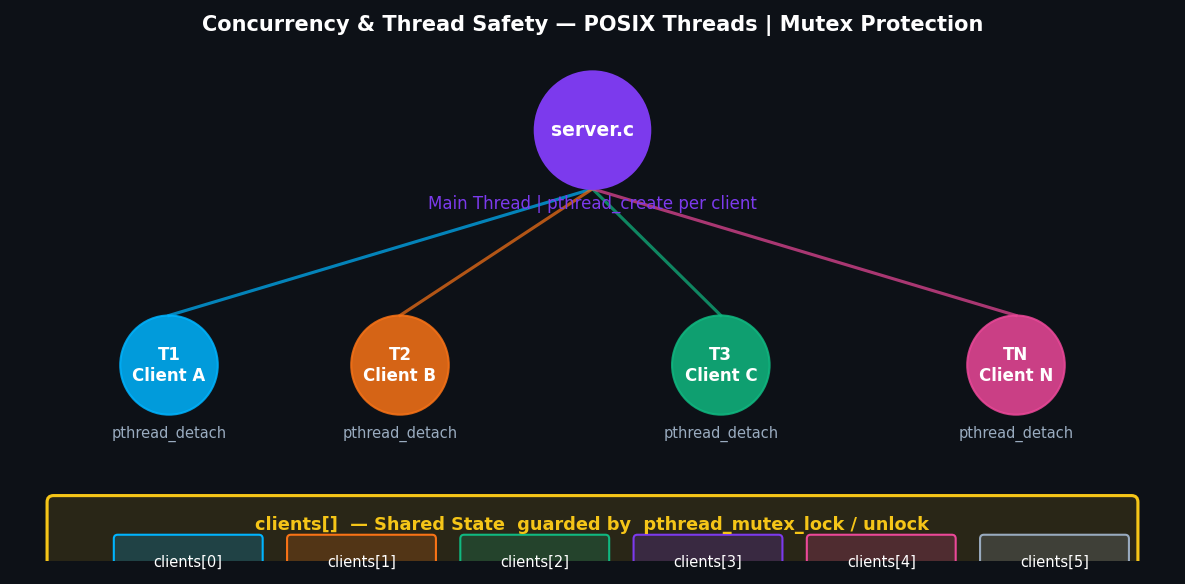 Concurrency & Thread Safety — POSIX Threads | Mutex Protection
server.c
Main Thread | pthread_create per client
T1
Client A
T2
Client B
T3
Client C
TN
Client N
pthread_detach
pthread_detach
pthread_detach
pthread_detach
clients[] — Shared State guarded by pthread_mutex_lock / unlock
clients[0]
clients[1]
clients[2]
clients[3]
clients[4]
clients[5]